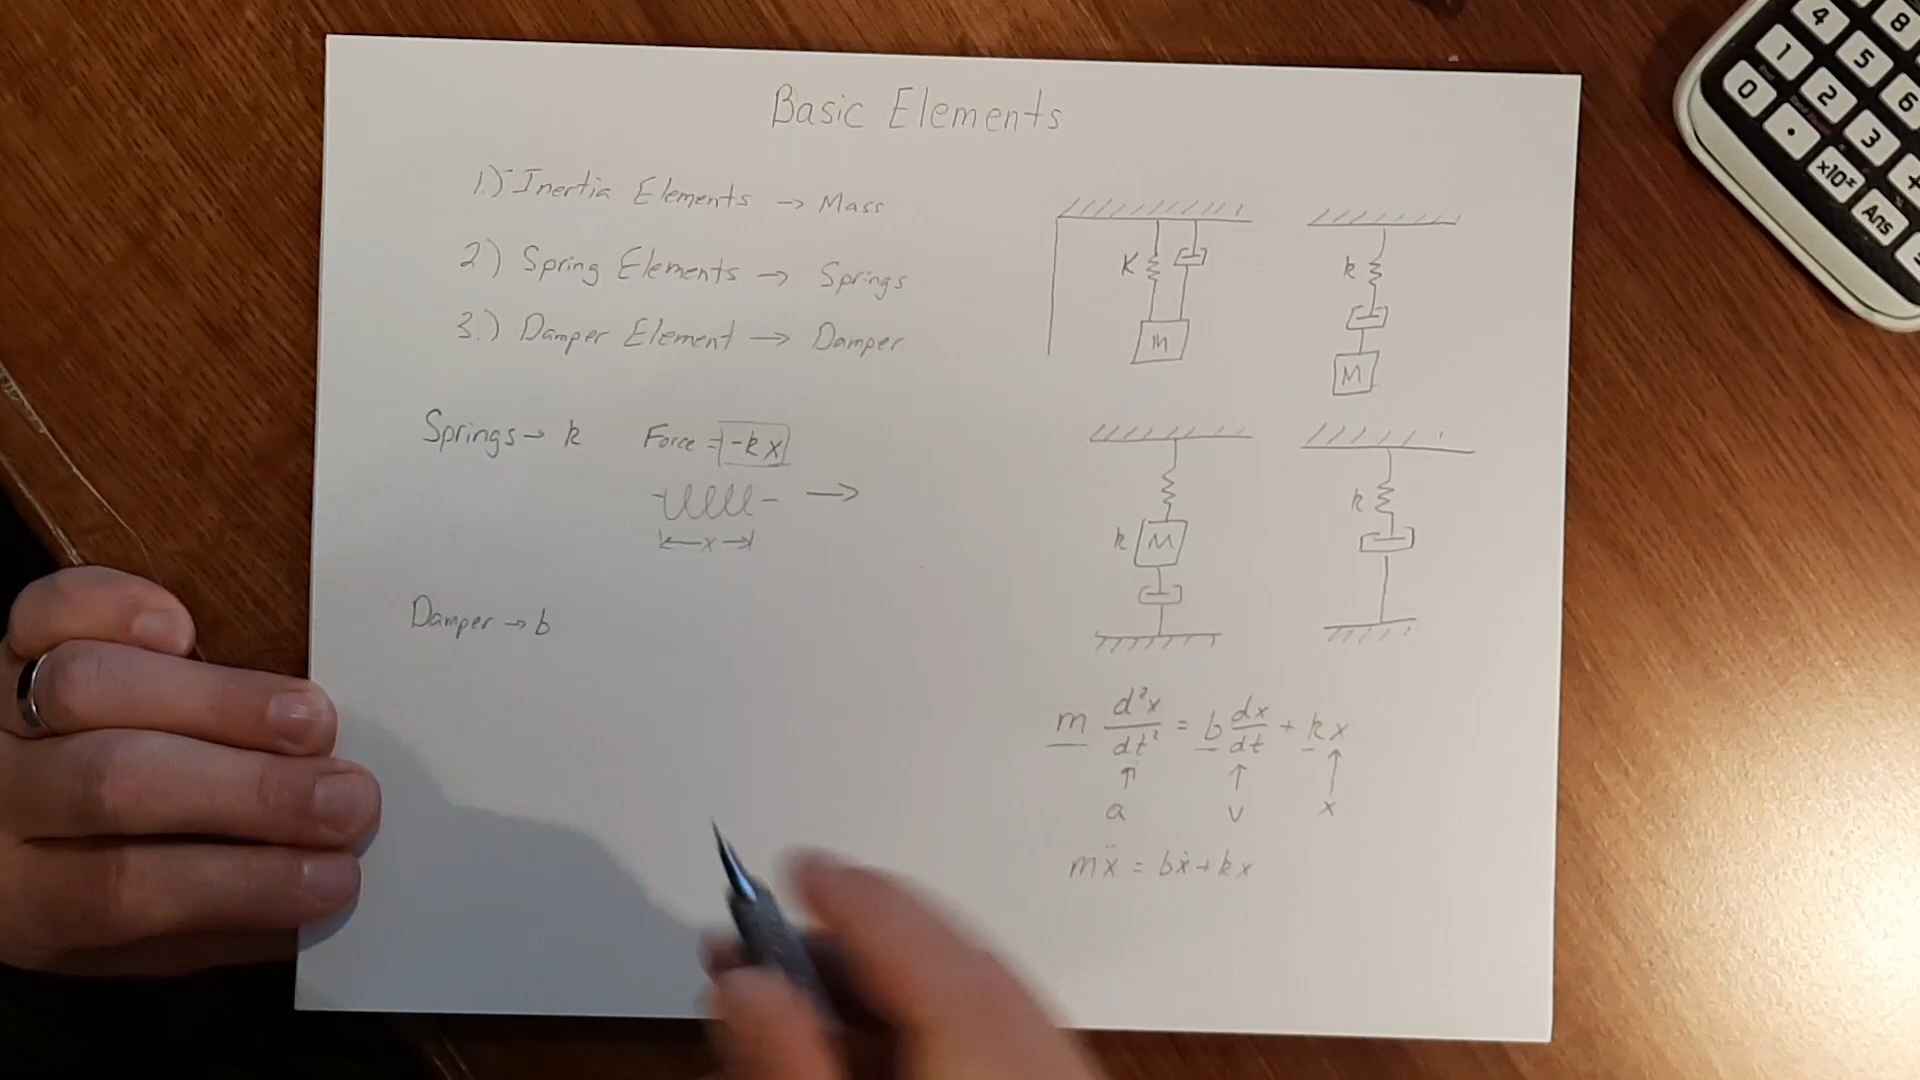 Basic Elements
1.) Inertia Elements → Mass
2) Spring Elements → Springs
3.) Damper Element → Damper
Springs → k Force = -kx
← x →
Damper → b
K
m
k
M
k M
k
m d²x/dt² = b dx/dt + kx
↑ ↑ ↑
a v x
mẍ = bẋ + kx
4 8
1 5
0 2 6
. 3
×10ˣ +
Ans